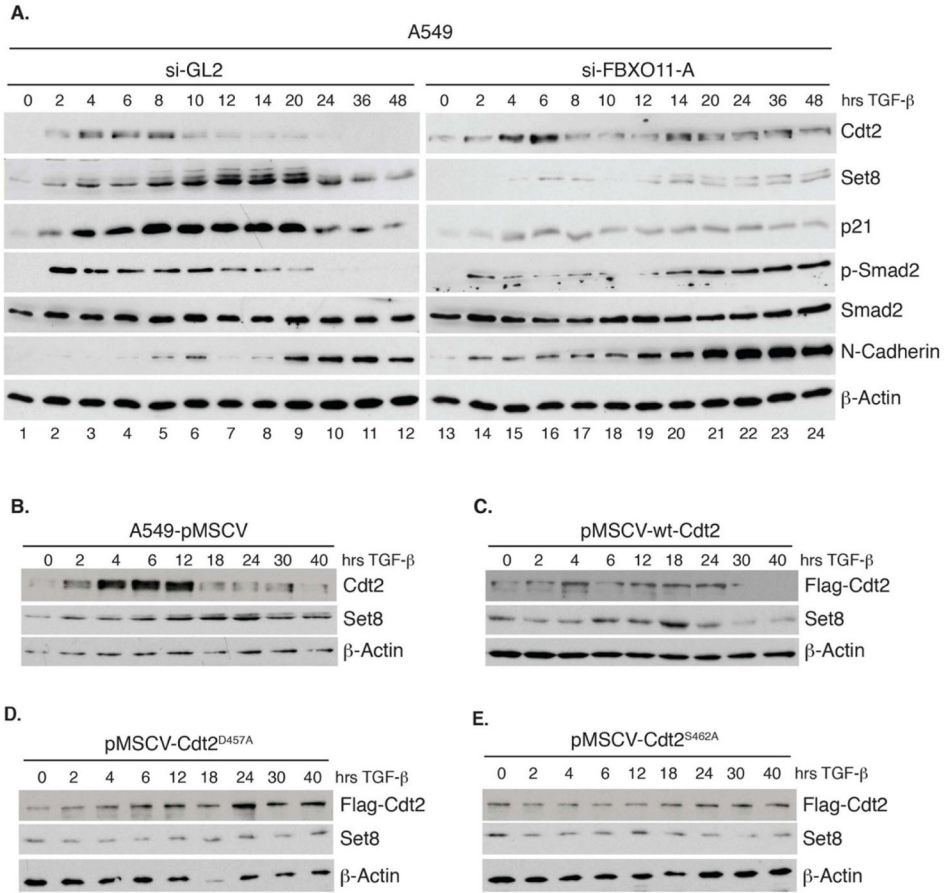 A.
A549
si-GL2 si-FBXO11-A
0 2 4 6 8 10 12 14 20 24 36 48 0 2 4 6 8 10 12 14 20 24 36 48 hrs TGF-β
Cdt2
Set8
p21
p-Smad2
Smad2
N-Cadherin
β-Actin
1 2 3 4 5 6 7 8 9 10 11 12 13 14 15 16 17 18 19 20 21 22 23 24
B.
A549-pMSCV
0 2 4 6 12 18 24 30 40 hrs TGF-β
Cdt2
Set8
β-Actin
C.
pMSCV-wt-Cdt2
0 2 4 6 12 18 24 30 40 hrs TGF-β
Flag-Cdt2
Set8
β-Actin
D.
pMSCV-Cdt2D457A
0 2 4 6 12 18 24 30 40 hrs TGF-β
Flag-Cdt2
Set8
β-Actin
E.
pMSCV-Cdt2S462A
0 2 4 6 12 18 24 30 40 hrs TGF-β
Flag-Cdt2
Set8
β-Actin